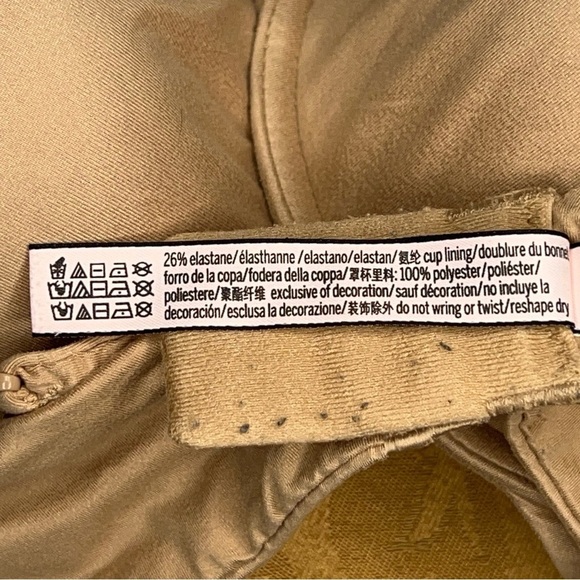 26% elastane/élasthanne/elastano/elastan/氨纶 cup lining/doublure du bonnet
forro de la copa/fodera della coppa/罩杯里料: 100% polyester/poliéster/
poliestere/聚酯纤维 exclusive of decoration/sauf décoration/no incluye la
decoración/esclusa la decorazione/装饰除外 do not wring or twist/reshape dry